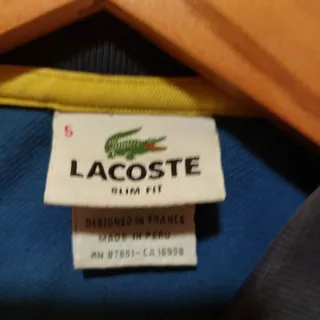 5
LACOSTE
SLIM FIT
DESIGNED IN FRANCE
MADE IN PERU
RN 87651-CA 16998